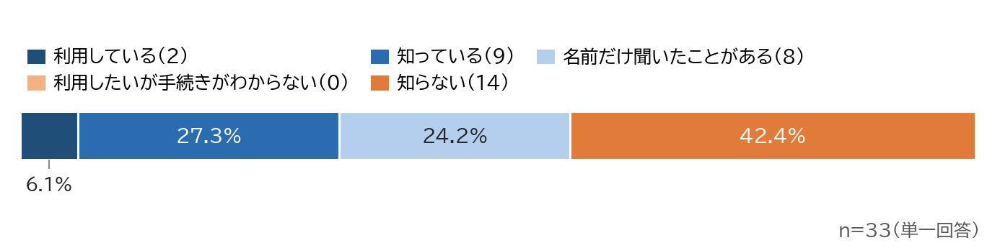 利用している（2） 知っている（9） 名前だけ聞いたことがある（8）
利用したいが手続きがわからない（0） 知らない（14）
27.3% 24.2% 42.4%
6.1%
n=33（単一回答）